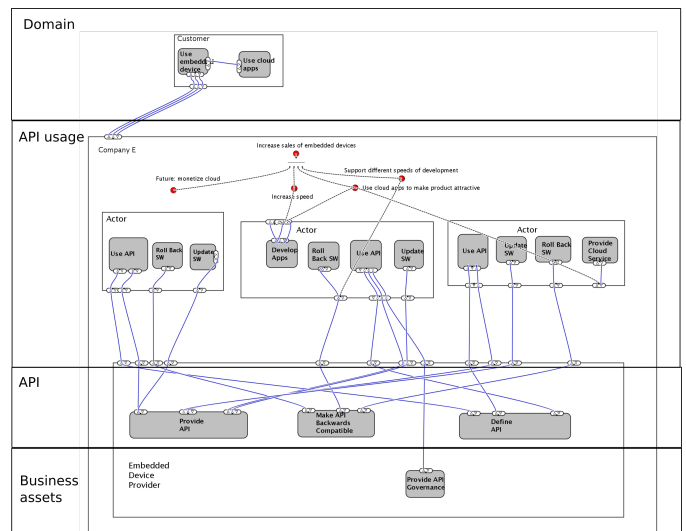 Domain
Customer
Use
embedd
device
Use cloud
apps
API usage
Company E
Increase sales of embedded devices
Support different speeds of development
Future: monetize cloud
Use cloud apps to make product attractive
Increase speed
Actor
Use API
Roll Back
SW
Update
SW
Actor
Develop
Apps
Roll
Back SW
Use API
Update
SW
Actor
Use API
Update
SW
Roll Back
SW
Provide
Cloud
Service
API
Provide
API
Make API
Backwards
Compatible
Define
API
Business
assets
Embedded
Device
Provider
Provide API
Governance